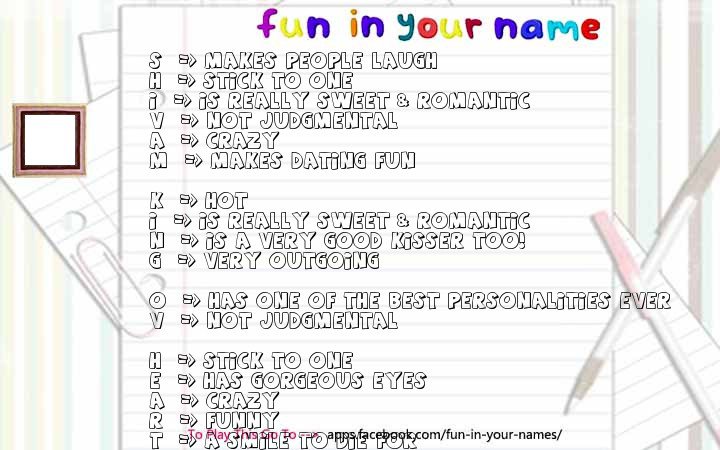 fun in your name
S => MAKES PEOPLE LAUGH
H => STICK TO ONE
i => iS REALLY SWEET & ROMANTiC
V => NOT JUDGMENTAL
A => CRAZY
M => MAKES DATiNG FUN
K => HOT
i => iS REALLY SWEET & ROMANTiC
N => iS A VERY GOOD KiSSER TOO!
G => VERY OUTGOiNG
O => HAS ONE OF THE BEST PERSONALiTiES EVER
V => NOT JUDGMENTAL
H => STiCK TO ONE
E => HAS GORGEOUS EYES
A => CRAZY
R => FUNNY
To Play This Go To ==> apps.facebook.com/fun-in-your-names/
T => A SMiLE TO DiE FOR